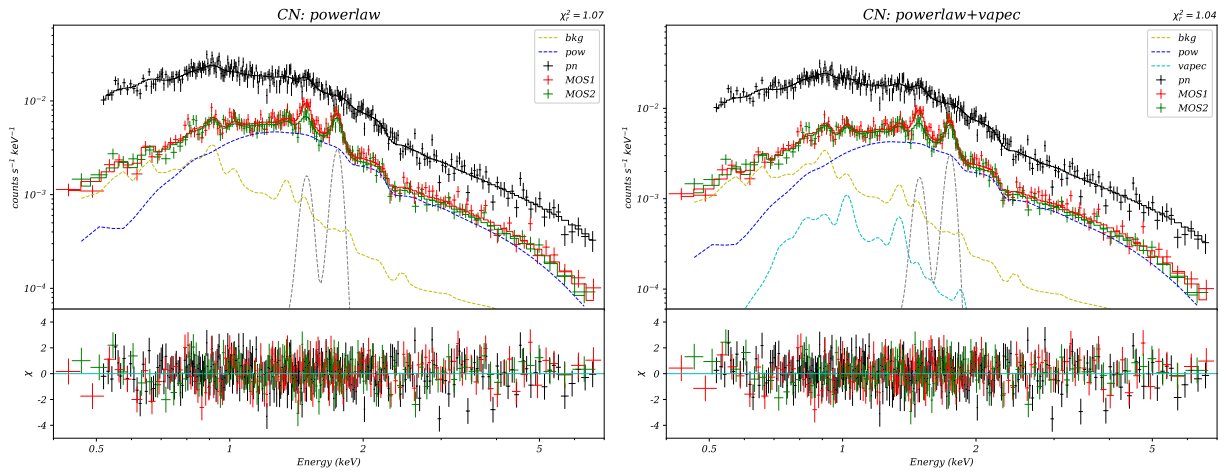 CN: powerlaw
χ²ᵣ = 1.07
counts s⁻¹ keV⁻¹
10⁻²
10⁻³
10⁻⁴
bkg
pow
pn
MOS1
MOS2
χ
4
2
0
-2
-4
0.5 1 2 5
Energy (keV)
CN: powerlaw+vapec
χ²ᵣ = 1.04
counts s⁻¹ keV⁻¹
10⁻²
10⁻³
10⁻⁴
bkg
pow
vapec
pn
MOS1
MOS2
χ
4
2
0
-2
-4
0.5 1 2 5
Energy (keV)